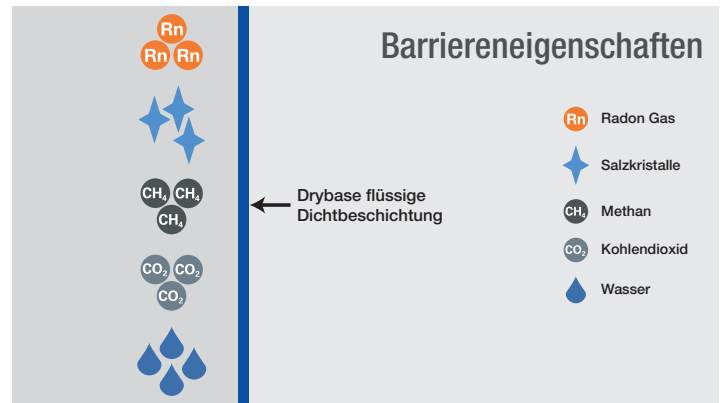 Barriereneigenschaften
Rn
Rn Rn
CH₄ CH₄
CH₄
CO₂ CO₂
CO₂
Drybase flüssige
Dichtbeschichtung
Rn Radon Gas
Salzkristalle
CH₄ Methan
CO₂ Kohlendioxid
Wasser